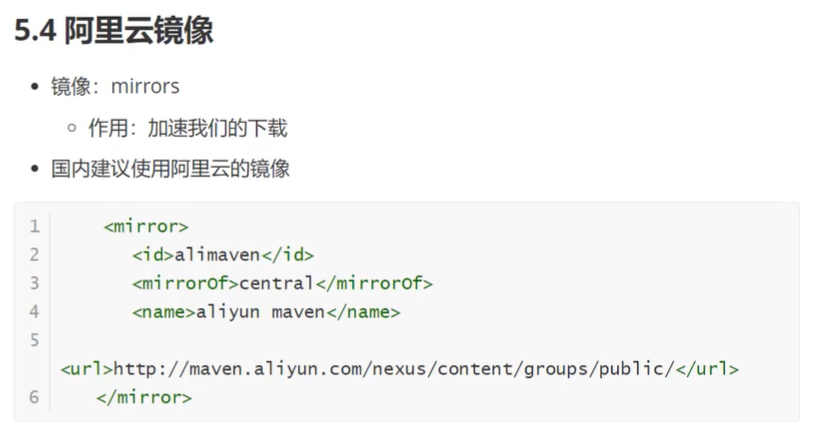 5.4 阿里云镜像
• 镜像：mirrors
◦ 作用：加速我们的下载
• 国内建议使用阿里云的镜像
1 <mirror>
2 <id>alimaven</id>
3 <mirrorOf>central</mirrorOf>
4 <name>aliyun maven</name>
5
<url>http://maven.aliyun.com/nexus/content/groups/public/</url>
6 </mirror>